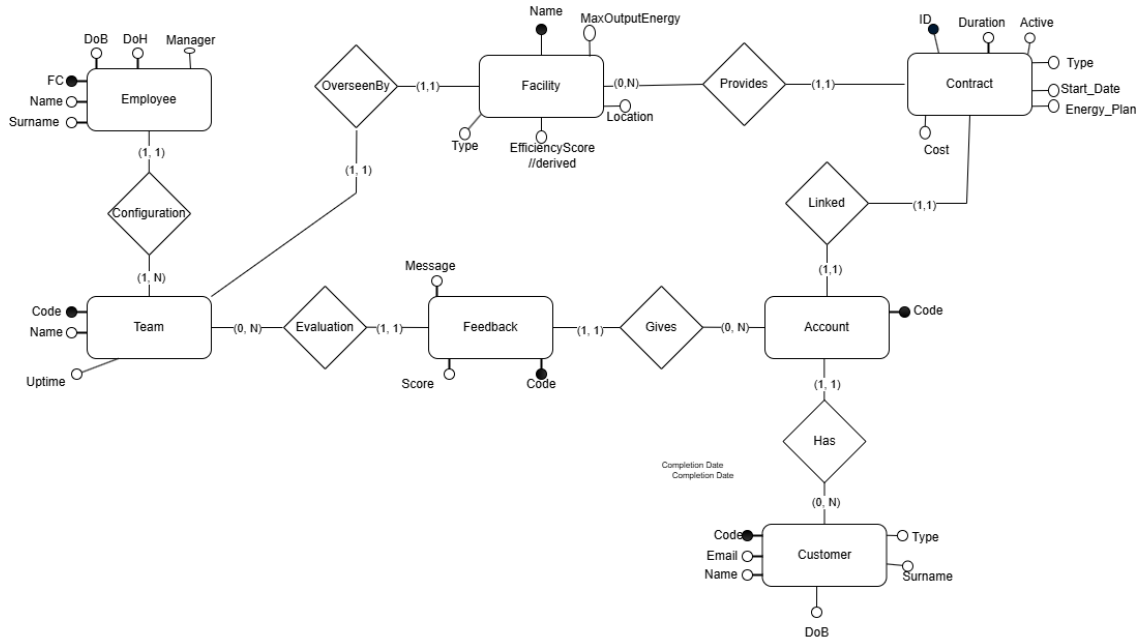 Name
MaxOutputEnergy
ID
Duration
Active
DoB
DoH
Manager
FC
Employee
Name
Surname
OverseenBy
(1,1)
Facility
(0,N)
Provides
(1,1)
Contract
Type
Start_Date
Energy_Plan
Location
Type
EfficiencyScore
//derived
Cost
(1, 1)
(1, 1)
Configuration
Linked
(1,1)
(1, N)
(1,1)
Message
Code
Name
Team
(0, N)
Evaluation
(1, 1)
Feedback
(1, 1)
Gives
(0, N)
Account
Code
Uptime
Score
Code
(1, 1)
Has
Completion Date
Completion Date
(0, N)
Code
Email
Name
Customer
Type
Surname
DoB